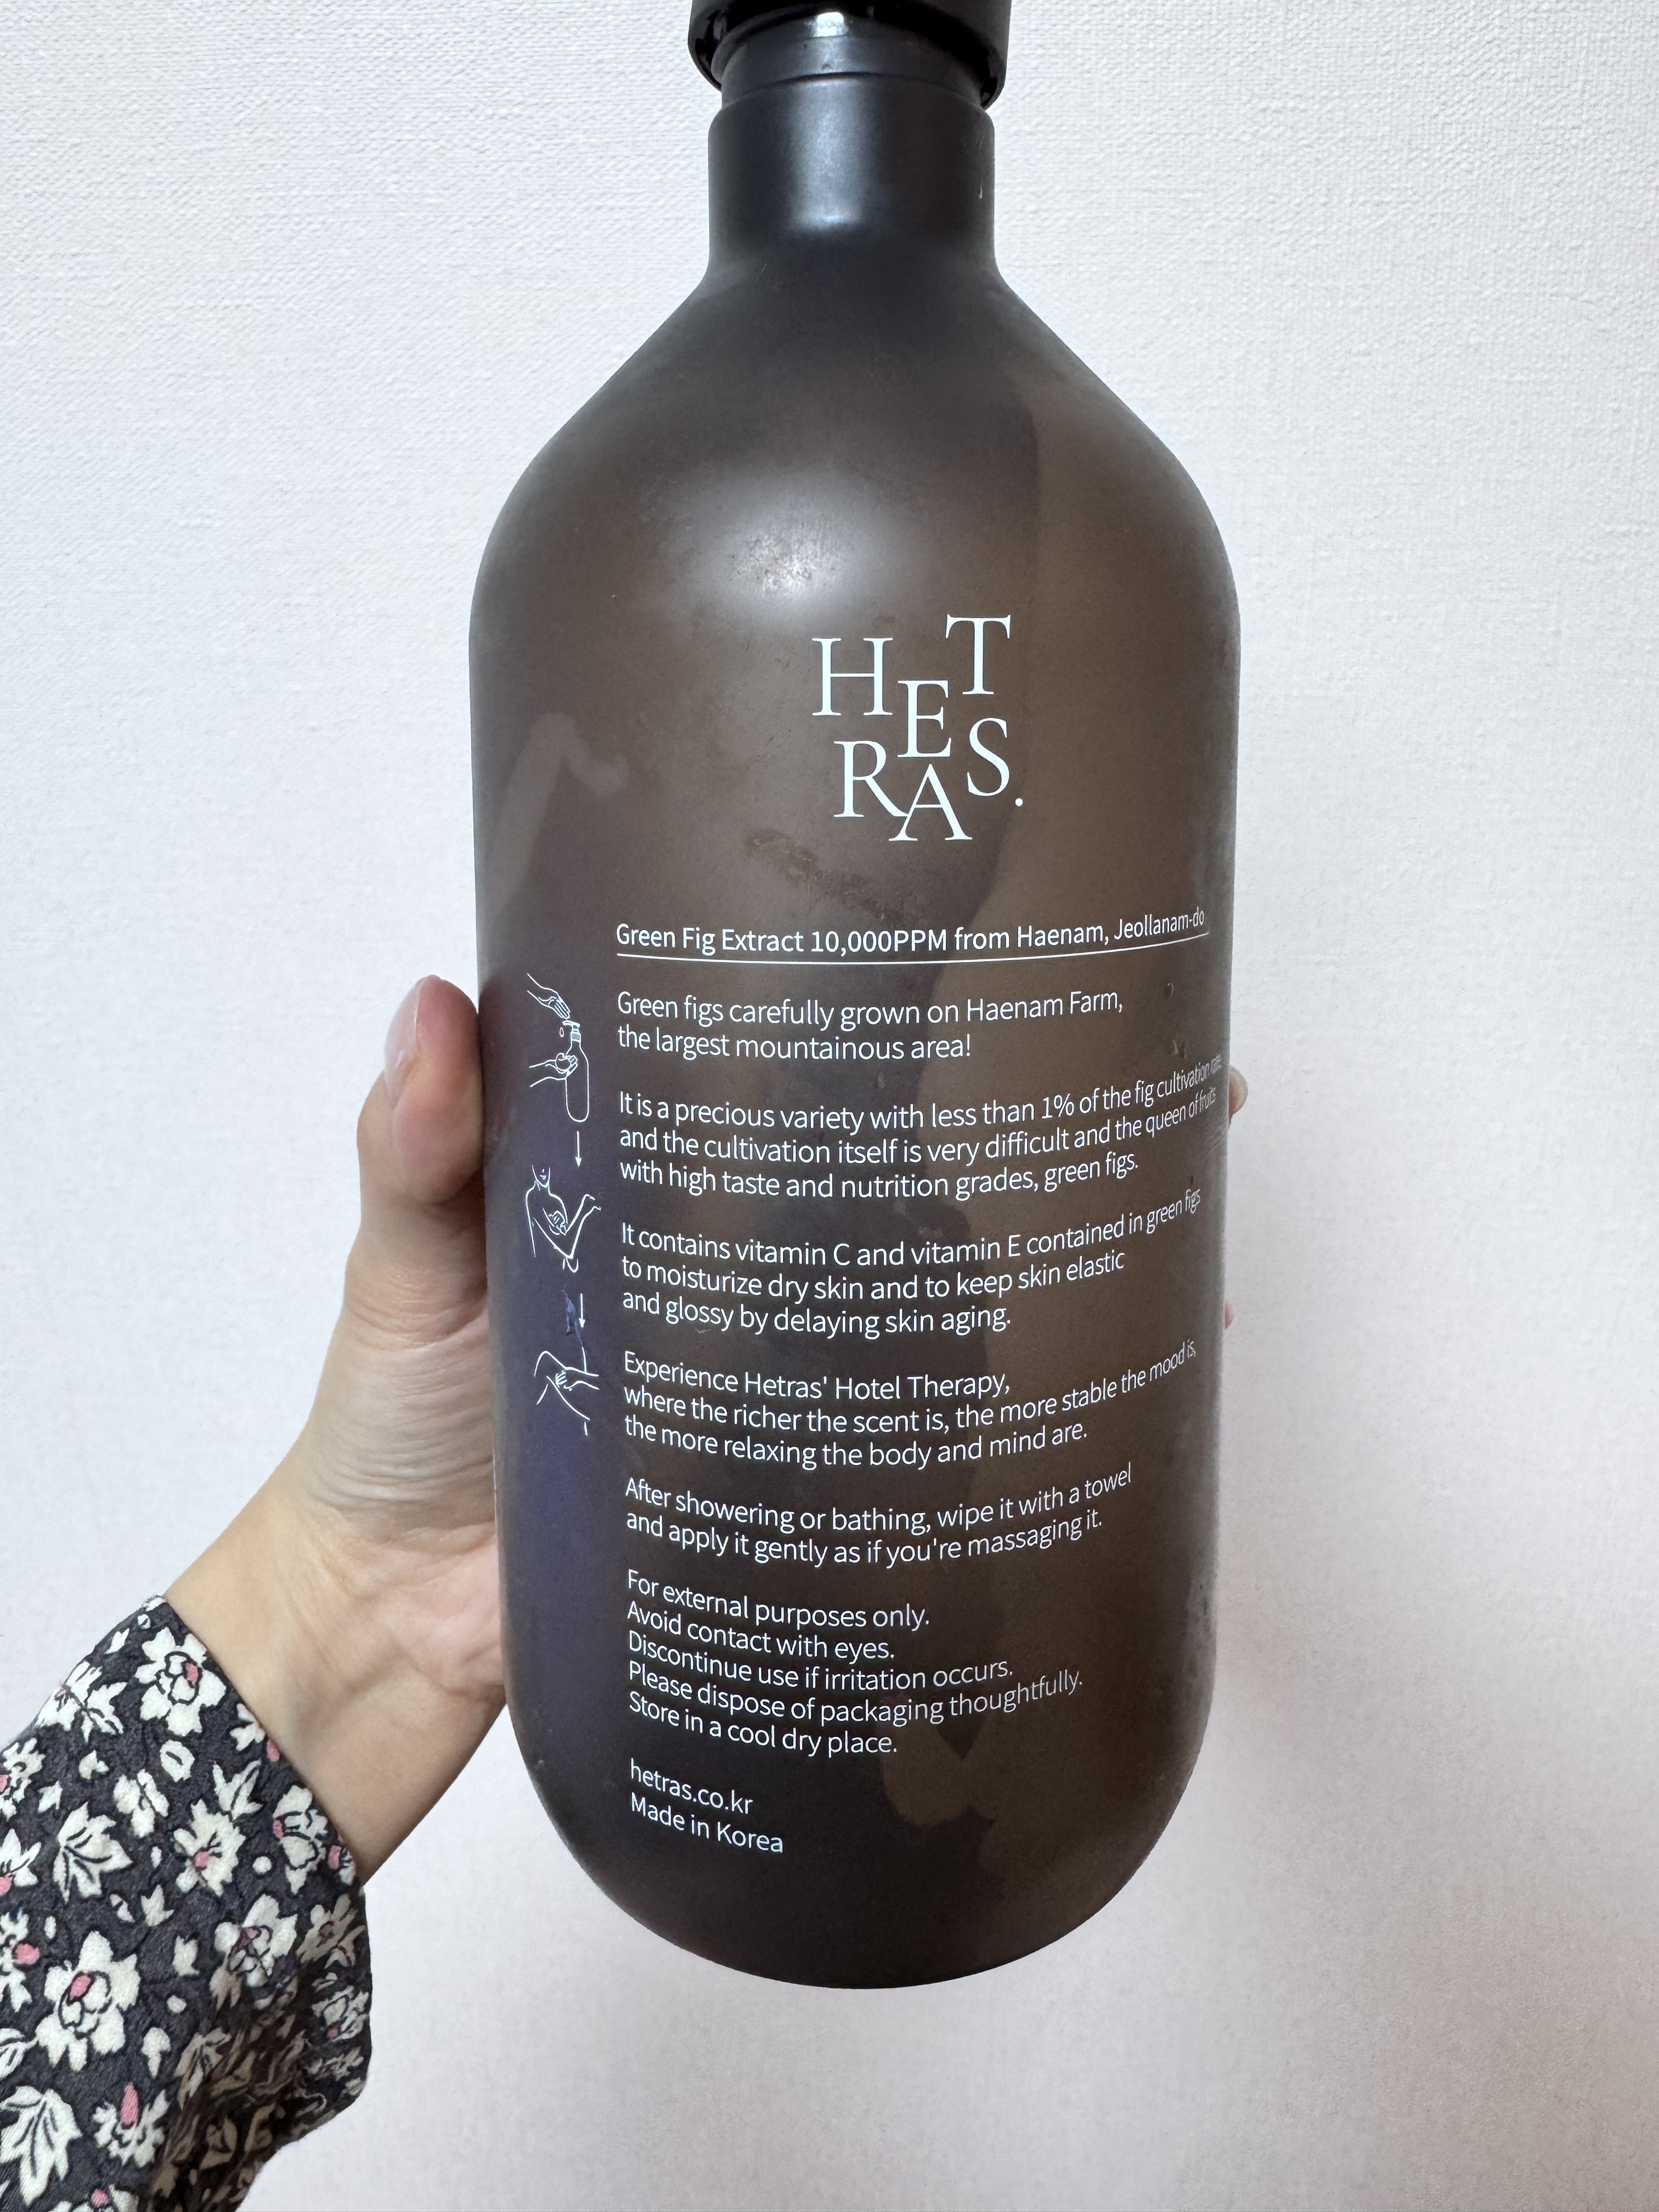 HETRAS.
Green Fig Extract 10,000PPM from Haenam, Jeollanam-do
Green figs carefully grown on Haenam Farm,
the largest mountainous area!
It is a precious variety with less than 1% of the fig cultivation rate
and the cultivation itself is very difficult and the queen of fruits
with high taste and nutrition grades, green figs.
It contains vitamin C and vitamin E contained in green figs
to moisturize dry skin and to keep skin elastic
and glossy by delaying skin aging.
Experience Hetras' Hotel Therapy,
where the richer the scent is, the more stable the mood is,
the more relaxing the body and mind are.
After showering or bathing, wipe it with a towel
and apply it gently as if you're massaging it.
For external purposes only.
Avoid contact with eyes.
Discontinue use if irritation occurs.
Please dispose of packaging thoughtfully.
Store in a cool dry place.
hetras.co.kr
Made in Korea